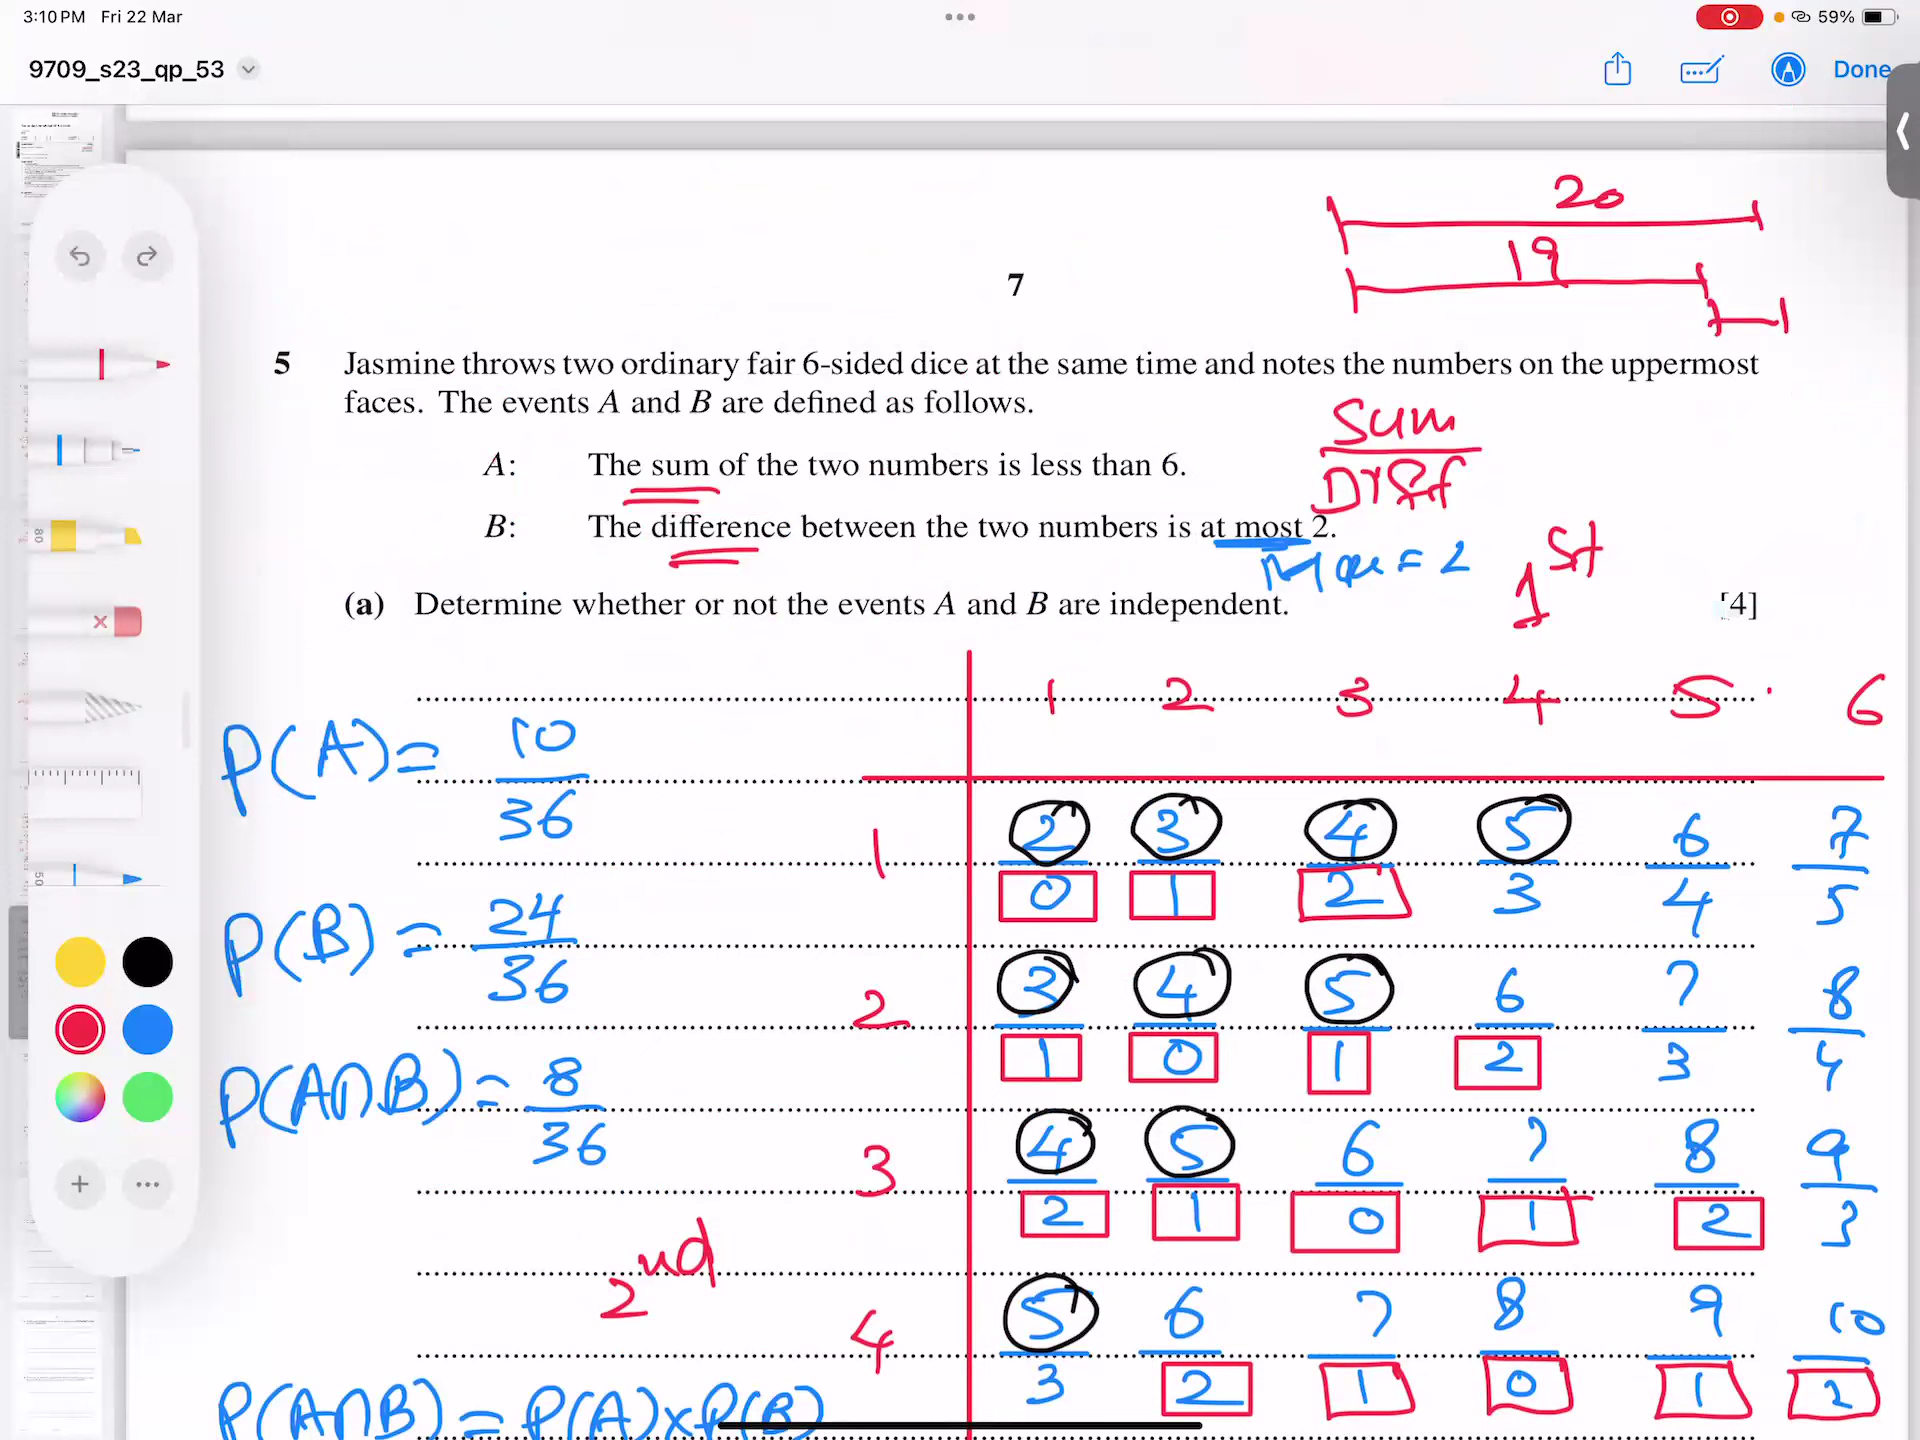 3:10 PM Fri 22 Mar
59%
9709_s23_qp_53
Done
20
19
1
7
5 Jasmine throws two ordinary fair 6-sided dice at the same time and notes the numbers on the uppermost
faces. The events A and B are defined as follows.
Sum
Diff
A: The sum of the two numbers is less than 6.
B: The difference between the two numbers is at most 2.
Max = 2
1st
(a) Determine whether or not the events A and B are independent. [4]
1 2 3 4 5 6
P(A) = 10
36
1 2 3 4 5 6 7
0 1 2 3 4 5
P(B) = 24
36
2 3 4 5 6 7 8
1 0 1 2 3 4
P(A∩B) = 8
36
3 4 5 6 7 8 9
2 1 0 1 2 3
2nd
4 5 6 7 8 9 10
3 2 1 0 1 2
P(A∩B) = P(A)×P(B)
80
50